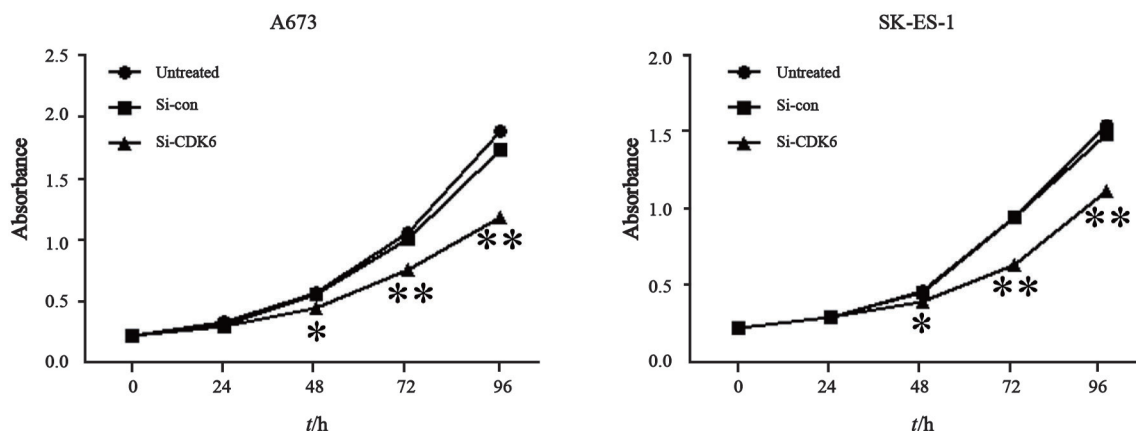 A673
2.5
2.0
1.5
1.0
0.5
0.0
Absorbance
Untreated
Si-con
Si-CDK6
*
**
**
0
24
48
72
96
t/h
SK-ES-1
2.0
1.5
1.0
0.5
0.0
Absorbance
Untreated
Si-con
Si-CDK6
*
**
**
0
24
48
72
96
t/h